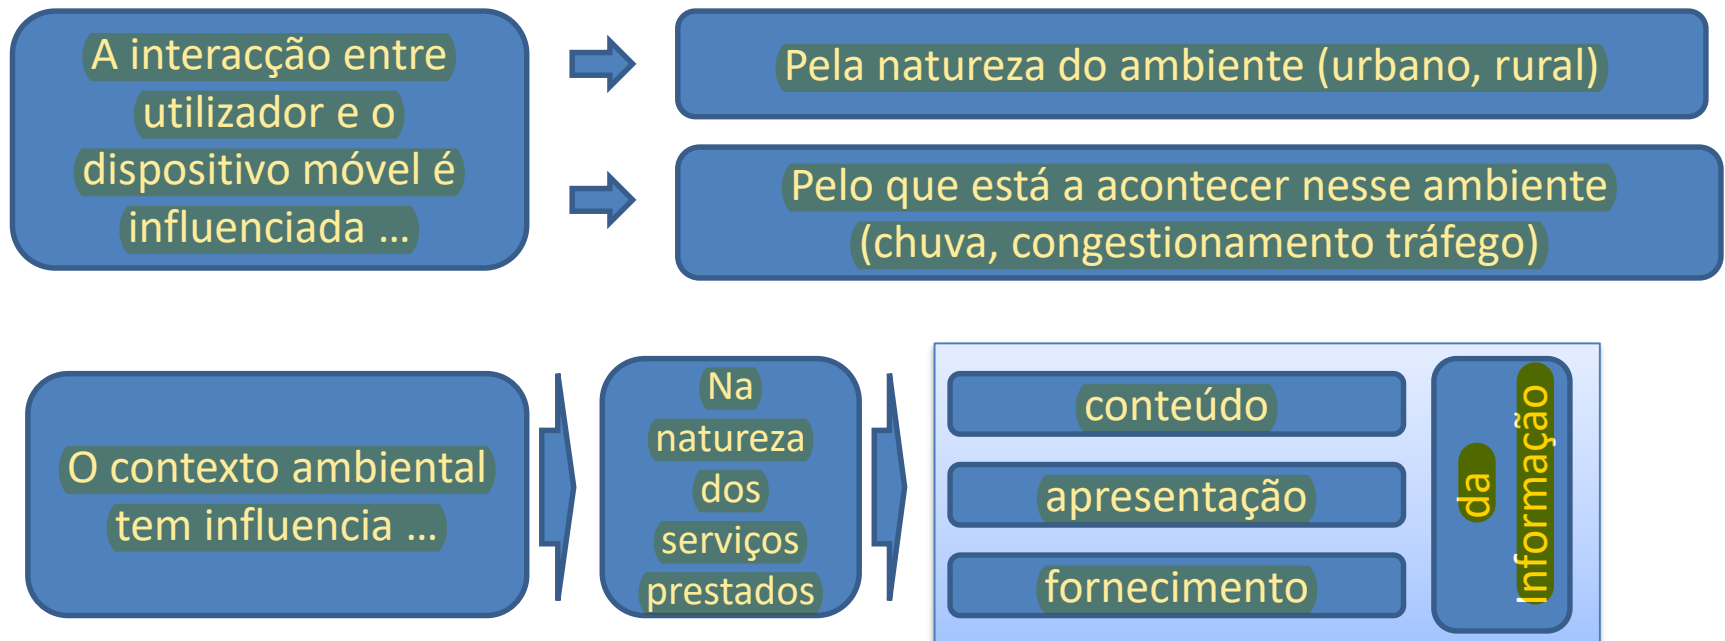 A interacção entre
utilizador e o
dispositivo móvel é
influenciada ...
Pela natureza do ambiente (urbano, rural)
Pelo que está a acontecer nesse ambiente
(chuva, congestionamento tráfego)
O contexto ambiental
tem influencia ...
Na
natureza
dos
serviços
prestados
conteúdo
apresentação
fornecimento
da
Informação